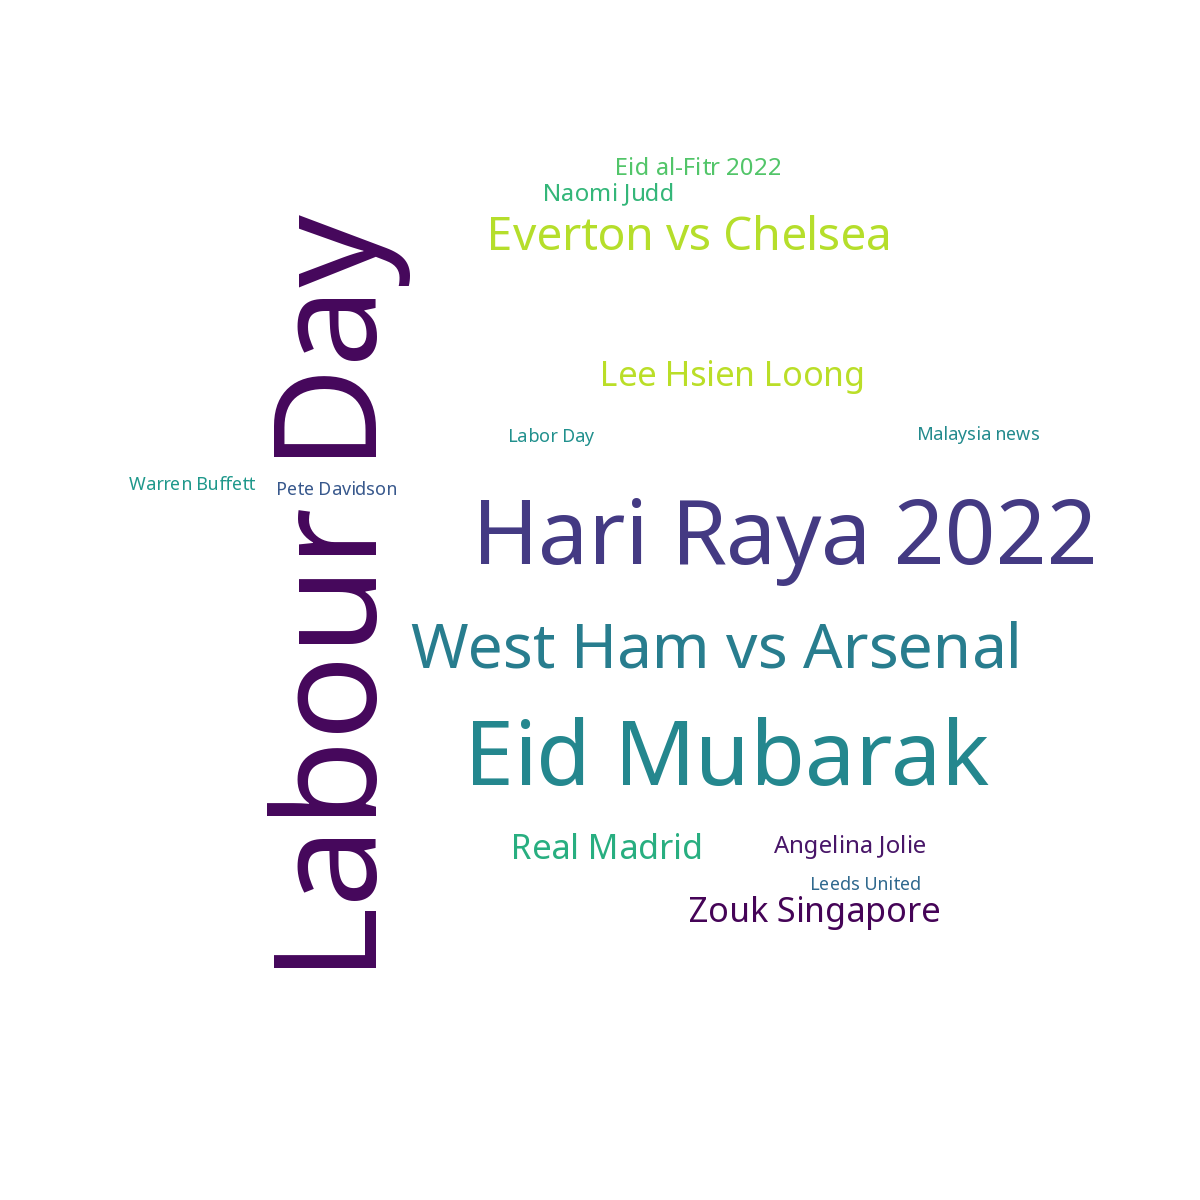 Eid al-Fitr 2022
Naomi Judd
Everton vs Chelsea
Labour Day
Lee Hsien Loong
Labor Day
Malaysia news
Warren Buffett
Pete Davidson
Hari Raya 2022
West Ham vs Arsenal
Eid Mubarak
Real Madrid
Angelina Jolie
Leeds United
Zouk Singapore